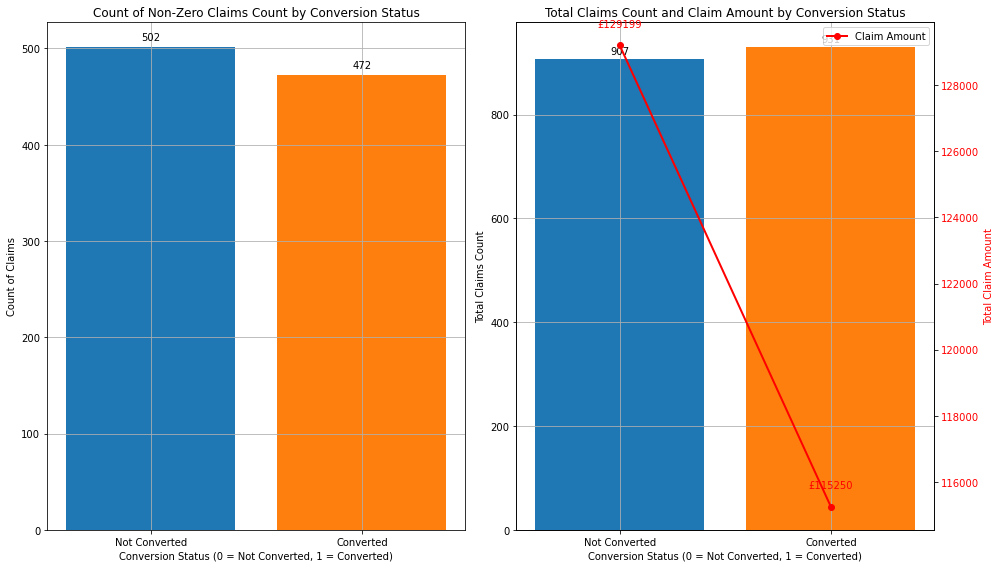 Count of Non-Zero Claims Count by Conversion Status
502
472
500
400
300
200
100
0
Count of Claims
Not Converted
Converted
Conversion Status (0 = Not Converted, 1 = Converted)
Total Claims Count and Claim Amount by Conversion Status
£129199
907
Claim Amount
800
600
400
200
0
Total Claims Count
£115250
128000
126000
124000
122000
120000
118000
116000
Total Claim Amount
Not Converted
Converted
Conversion Status (0 = Not Converted, 1 = Converted)